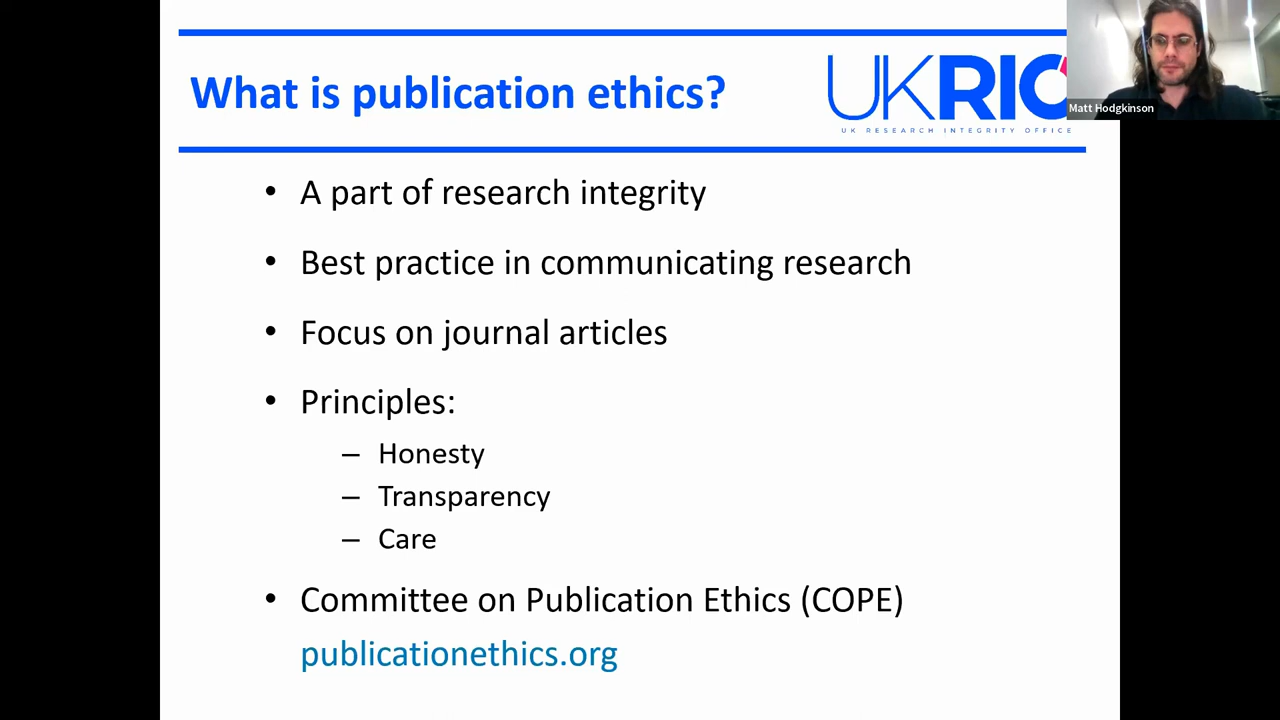 What is publication ethics?
UKRIO
UK RESEARCH INTEGRITY OFFICE
Matt Hodgkinson
• A part of research integrity
• Best practice in communicating research
• Focus on journal articles
• Principles:
– Honesty
– Transparency
– Care
• Committee on Publication Ethics (COPE)
publicationethics.org